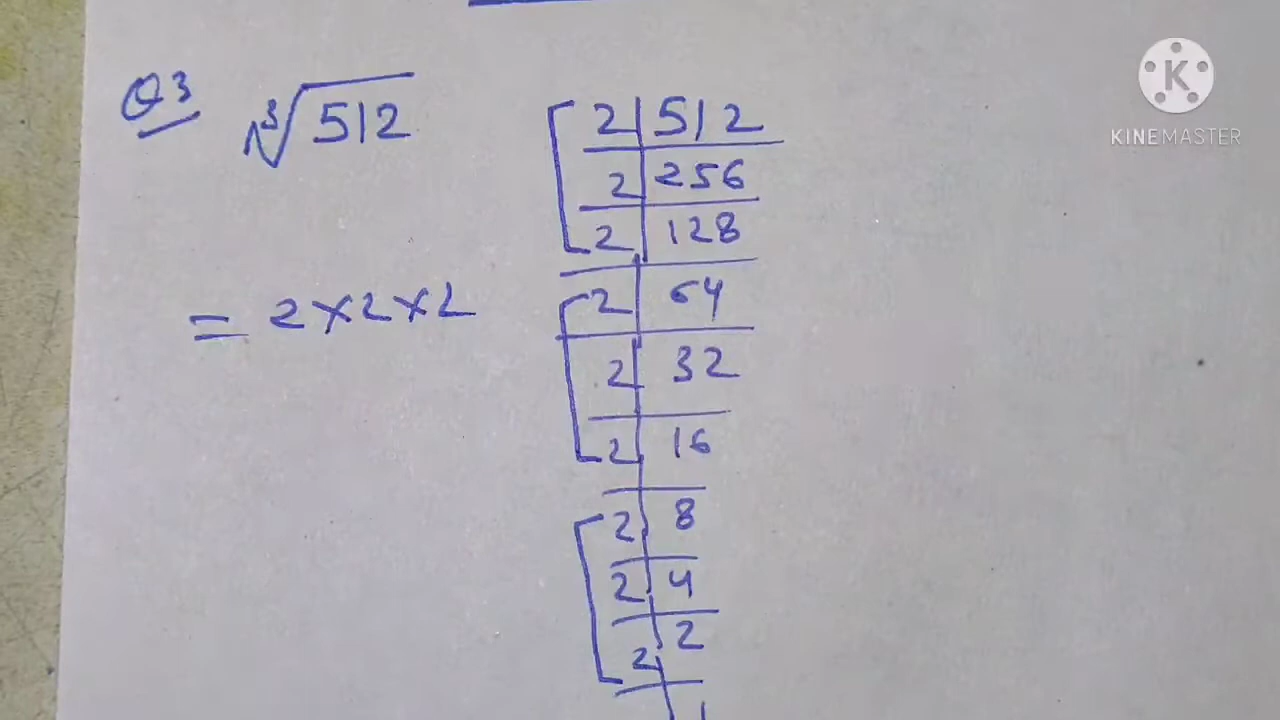 Q3 ∛512
= 2×2×2
2 | 512
2 | 256
2 | 128
2 | 64
2 | 32
2 | 16
2 | 8
2 | 4
2 | 2
1
K
KINEMASTER